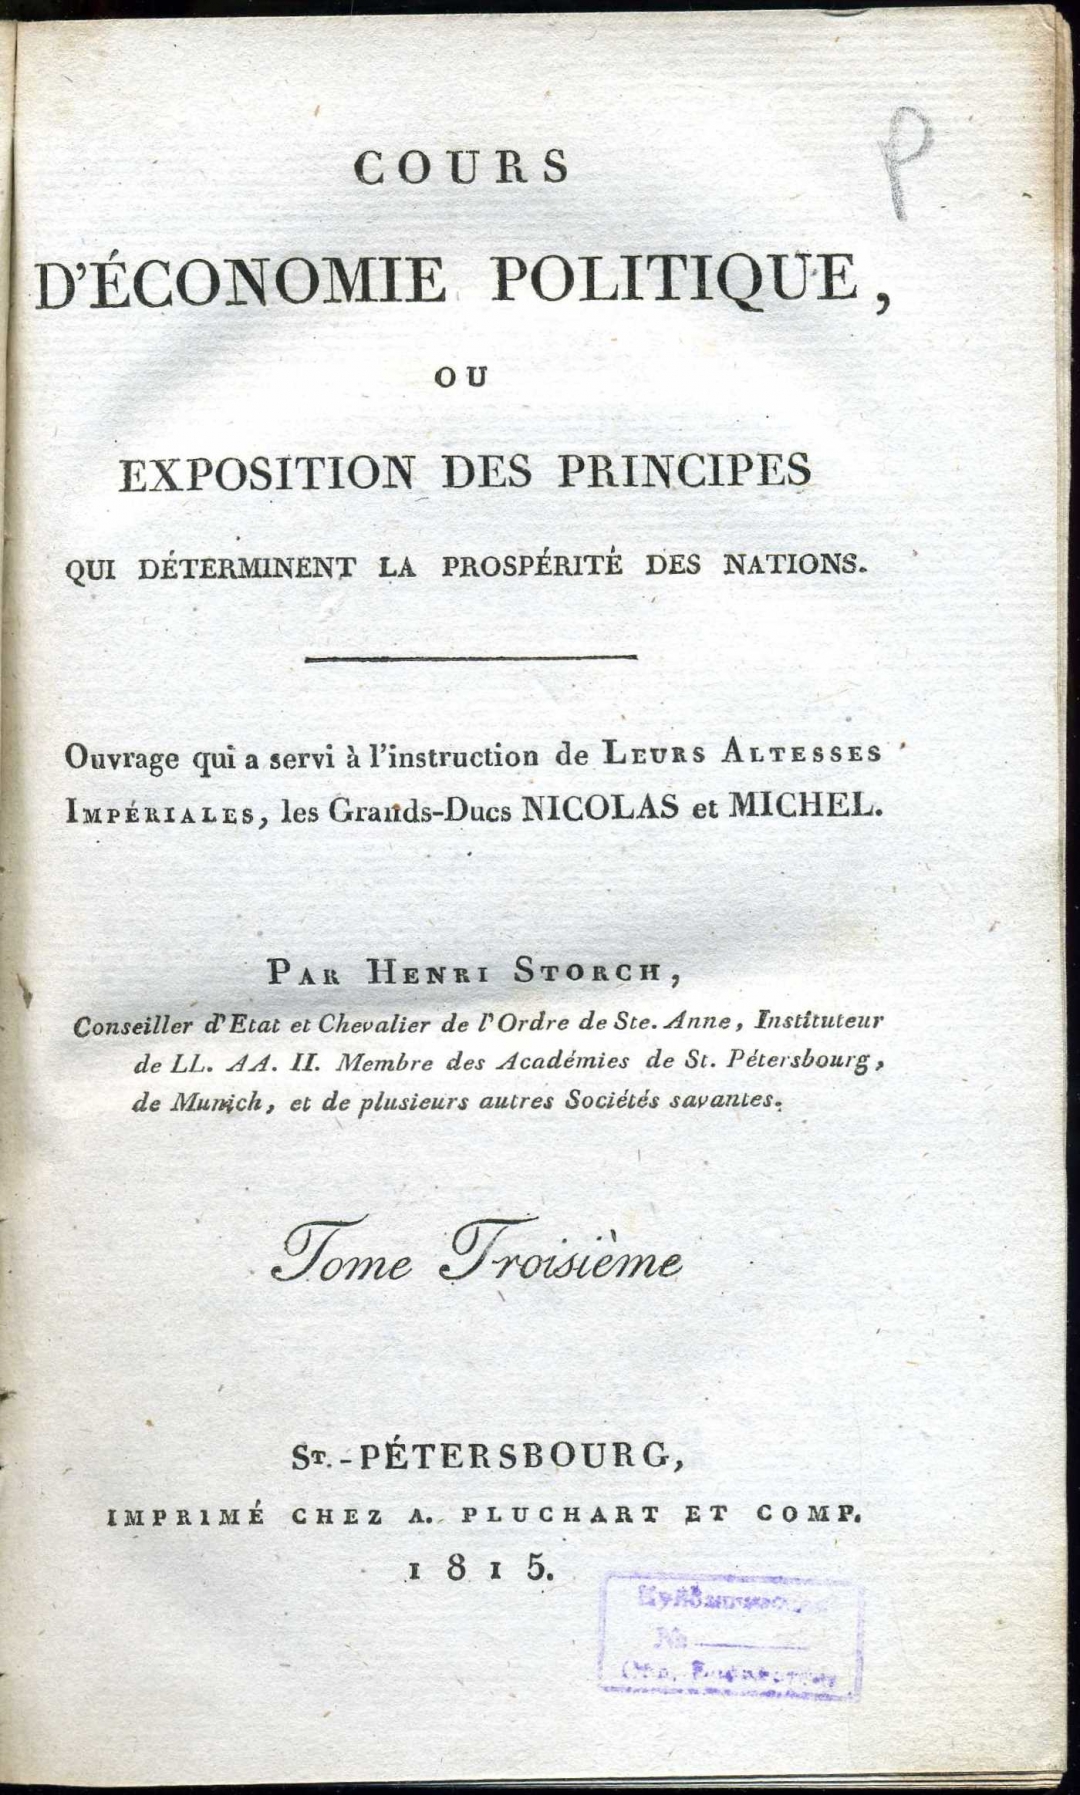 P
COURS
D'ÉCONOMIE POLITIQUE,
OU
EXPOSITION DES PRINCIPES
QUI DÉTERMINENT LA PROSPÉRITÉ DES NATIONS.
Ouvrage qui a servi à l'instruction de LEURS ALTESSES
IMPÉRIALES, les Grands-Ducs NICOLAS et MICHEL.
PAR HENRI STORCH,
Conseiller d'Etat et Chevalier de l'Ordre de Ste. Anne, Instituteur
de LL. AA. II. Membre des Académies de St. Pétersbourg,
de Munich, et de plusieurs autres Sociétés savantes.
Tome Troisième
ST.-PÉTERSBOURG,
IMPRIMÉ CHEZ A. PLUCHART ET COMP.
1815.
№